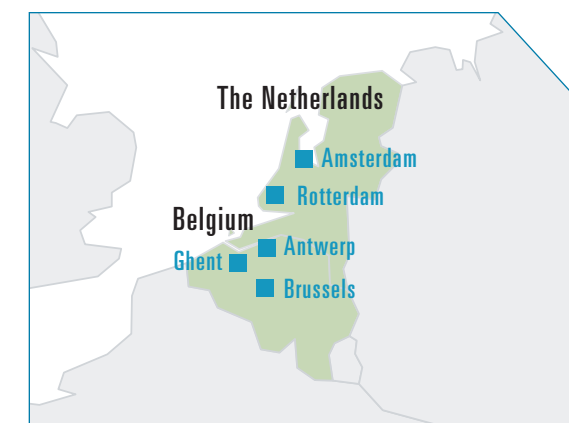 The Netherlands
Amsterdam
Rotterdam
Belgium
Antwerp
Ghent
Brussels